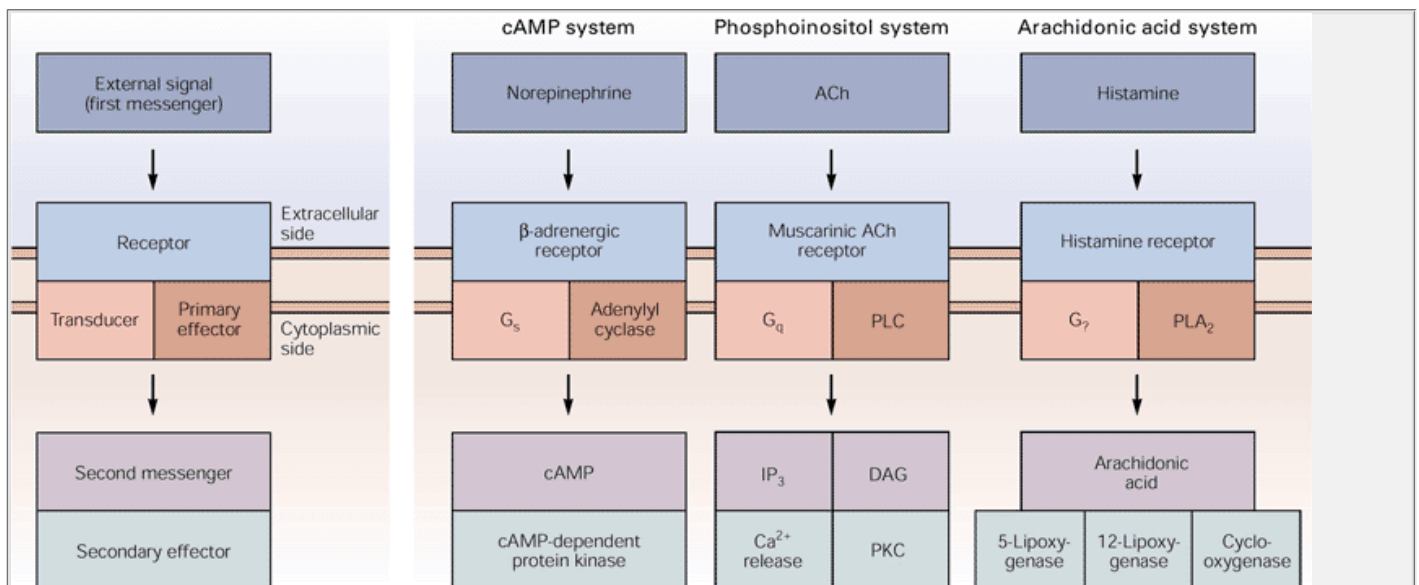 cAMP system
Phosphoinositol system
Arachidonic acid system
External signal
(first messenger)
Norepinephrine
ACh
Histamine
Receptor
Extracellular
side
β-adrenergic
receptor
Muscarinic ACh
receptor
Histamine receptor
Transducer
Primary
effector
Cytoplasmic
side
Gs
Adenylyl
cyclase
Gq
PLC
G?
PLA2
Second messenger
cAMP
IP3
DAG
Arachidonic
acid
Secondary effector
cAMP-dependent
protein kinase
Ca2+
release
PKC
5-Lipoxy-
genase
12-Lipoxy-
genase
Cyclo-
oxygenase